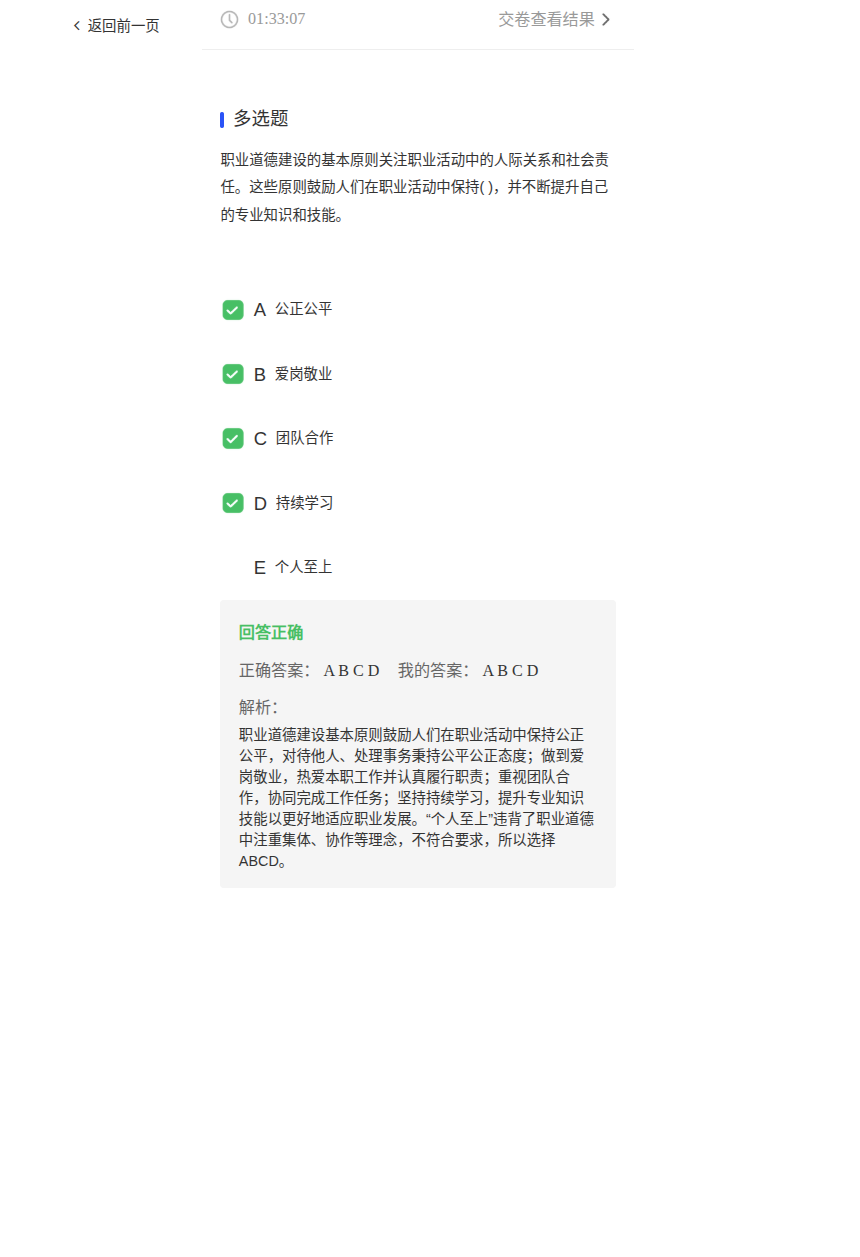 返回前一页
01:33:07 交卷查看结果
多选题
职业道德建设的基本原则关注职业活动中的人际关系和社会责
任。这些原则鼓励人们在职业活动中保持( )，并不断提升自己
的专业知识和技能。
A 公正公平
B 爱岗敬业
C 团队合作
D 持续学习
E 个人至上
回答正确
正确答案： A B C D 我的答案： A B C D
解析：
职业道德建设基本原则鼓励人们在职业活动中保持公正
公平，对待他人、处理事务秉持公平公正态度；做到爱
岗敬业，热爱本职工作并认真履行职责；重视团队合
作，协同完成工作任务；坚持持续学习，提升专业知识
技能以更好地适应职业发展。“个人至上”违背了职业道德
中注重集体、协作等理念，不符合要求，所以选择
ABCD。